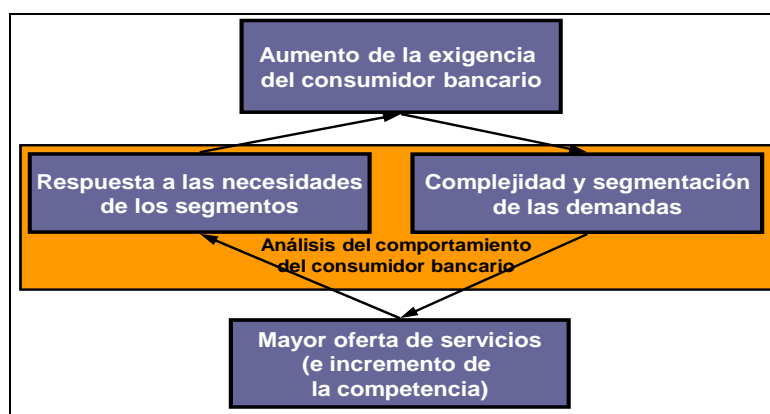 Aumento de la exigencia
del consumidor bancario
Respuesta a las necesidades
de los segmentos
Complejidad y segmentación
de las demandas
Análisis del comportamiento
del consumidor bancario
Mayor oferta de servicios
(e incremento de
la competencia)